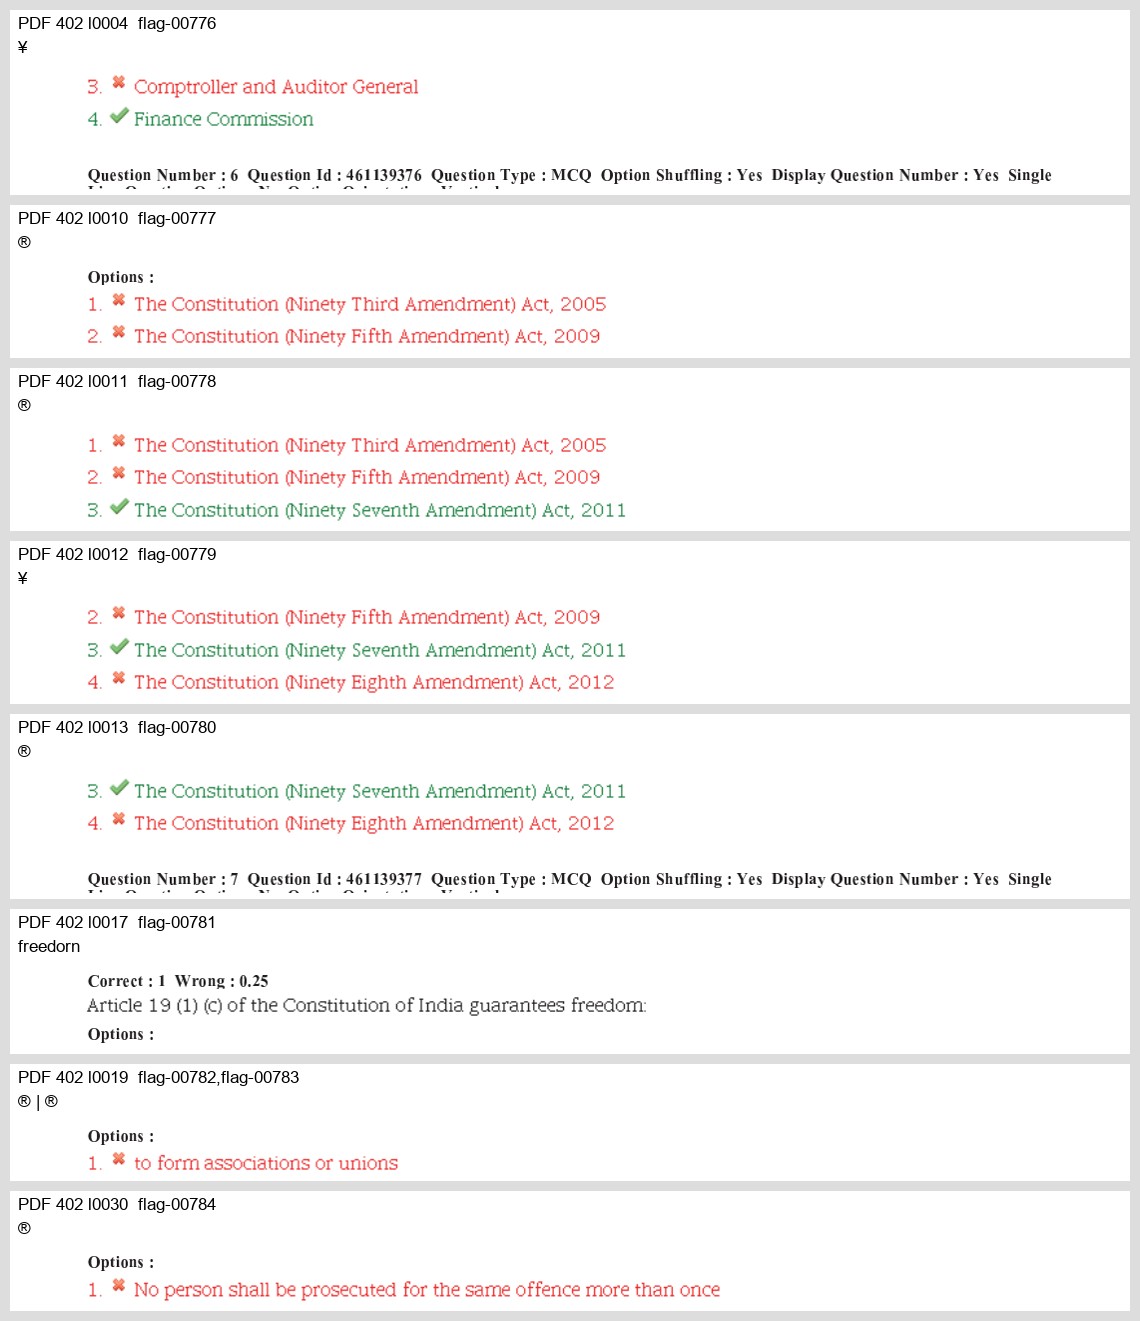 PDF 402 l0004 flag-00776
¥
3. ✖ Comptroller and Auditor General
4. ✔ Finance Commission
Question Number : 6 Question Id : 461139376 Question Type : MCQ Option Shuffling : Yes Display Question Number : Yes Single
PDF 402 l0010 flag-00777
®
Options :
1. ✖ The Constitution (Ninety Third Amendment) Act, 2005
2. ✖ The Constitution (Ninety Fifth Amendment) Act, 2009
PDF 402 l0011 flag-00778
®
1. ✖ The Constitution (Ninety Third Amendment) Act, 2005
2. ✖ The Constitution (Ninety Fifth Amendment) Act, 2009
3. ✔ The Constitution (Ninety Seventh Amendment) Act, 2011
PDF 402 l0012 flag-00779
¥
2. ✖ The Constitution (Ninety Fifth Amendment) Act, 2009
3. ✔ The Constitution (Ninety Seventh Amendment) Act, 2011
4. ✖ The Constitution (Ninety Eighth Amendment) Act, 2012
PDF 402 l0013 flag-00780
®
3. ✔ The Constitution (Ninety Seventh Amendment) Act, 2011
4. ✖ The Constitution (Ninety Eighth Amendment) Act, 2012
Question Number : 7 Question Id : 461139377 Question Type : MCQ Option Shuffling : Yes Display Question Number : Yes Single
PDF 402 l0017 flag-00781
freedorn
Correct : 1 Wrong : 0.25
Article 19 (1) (c) of the Constitution of India guarantees freedom:
Options :
PDF 402 l0019 flag-00782,flag-00783
® | ®
Options :
1. ✖ to form associations or unions
PDF 402 l0030 flag-00784
®
Options :
1. ✖ No person shall be prosecuted for the same offence more than once